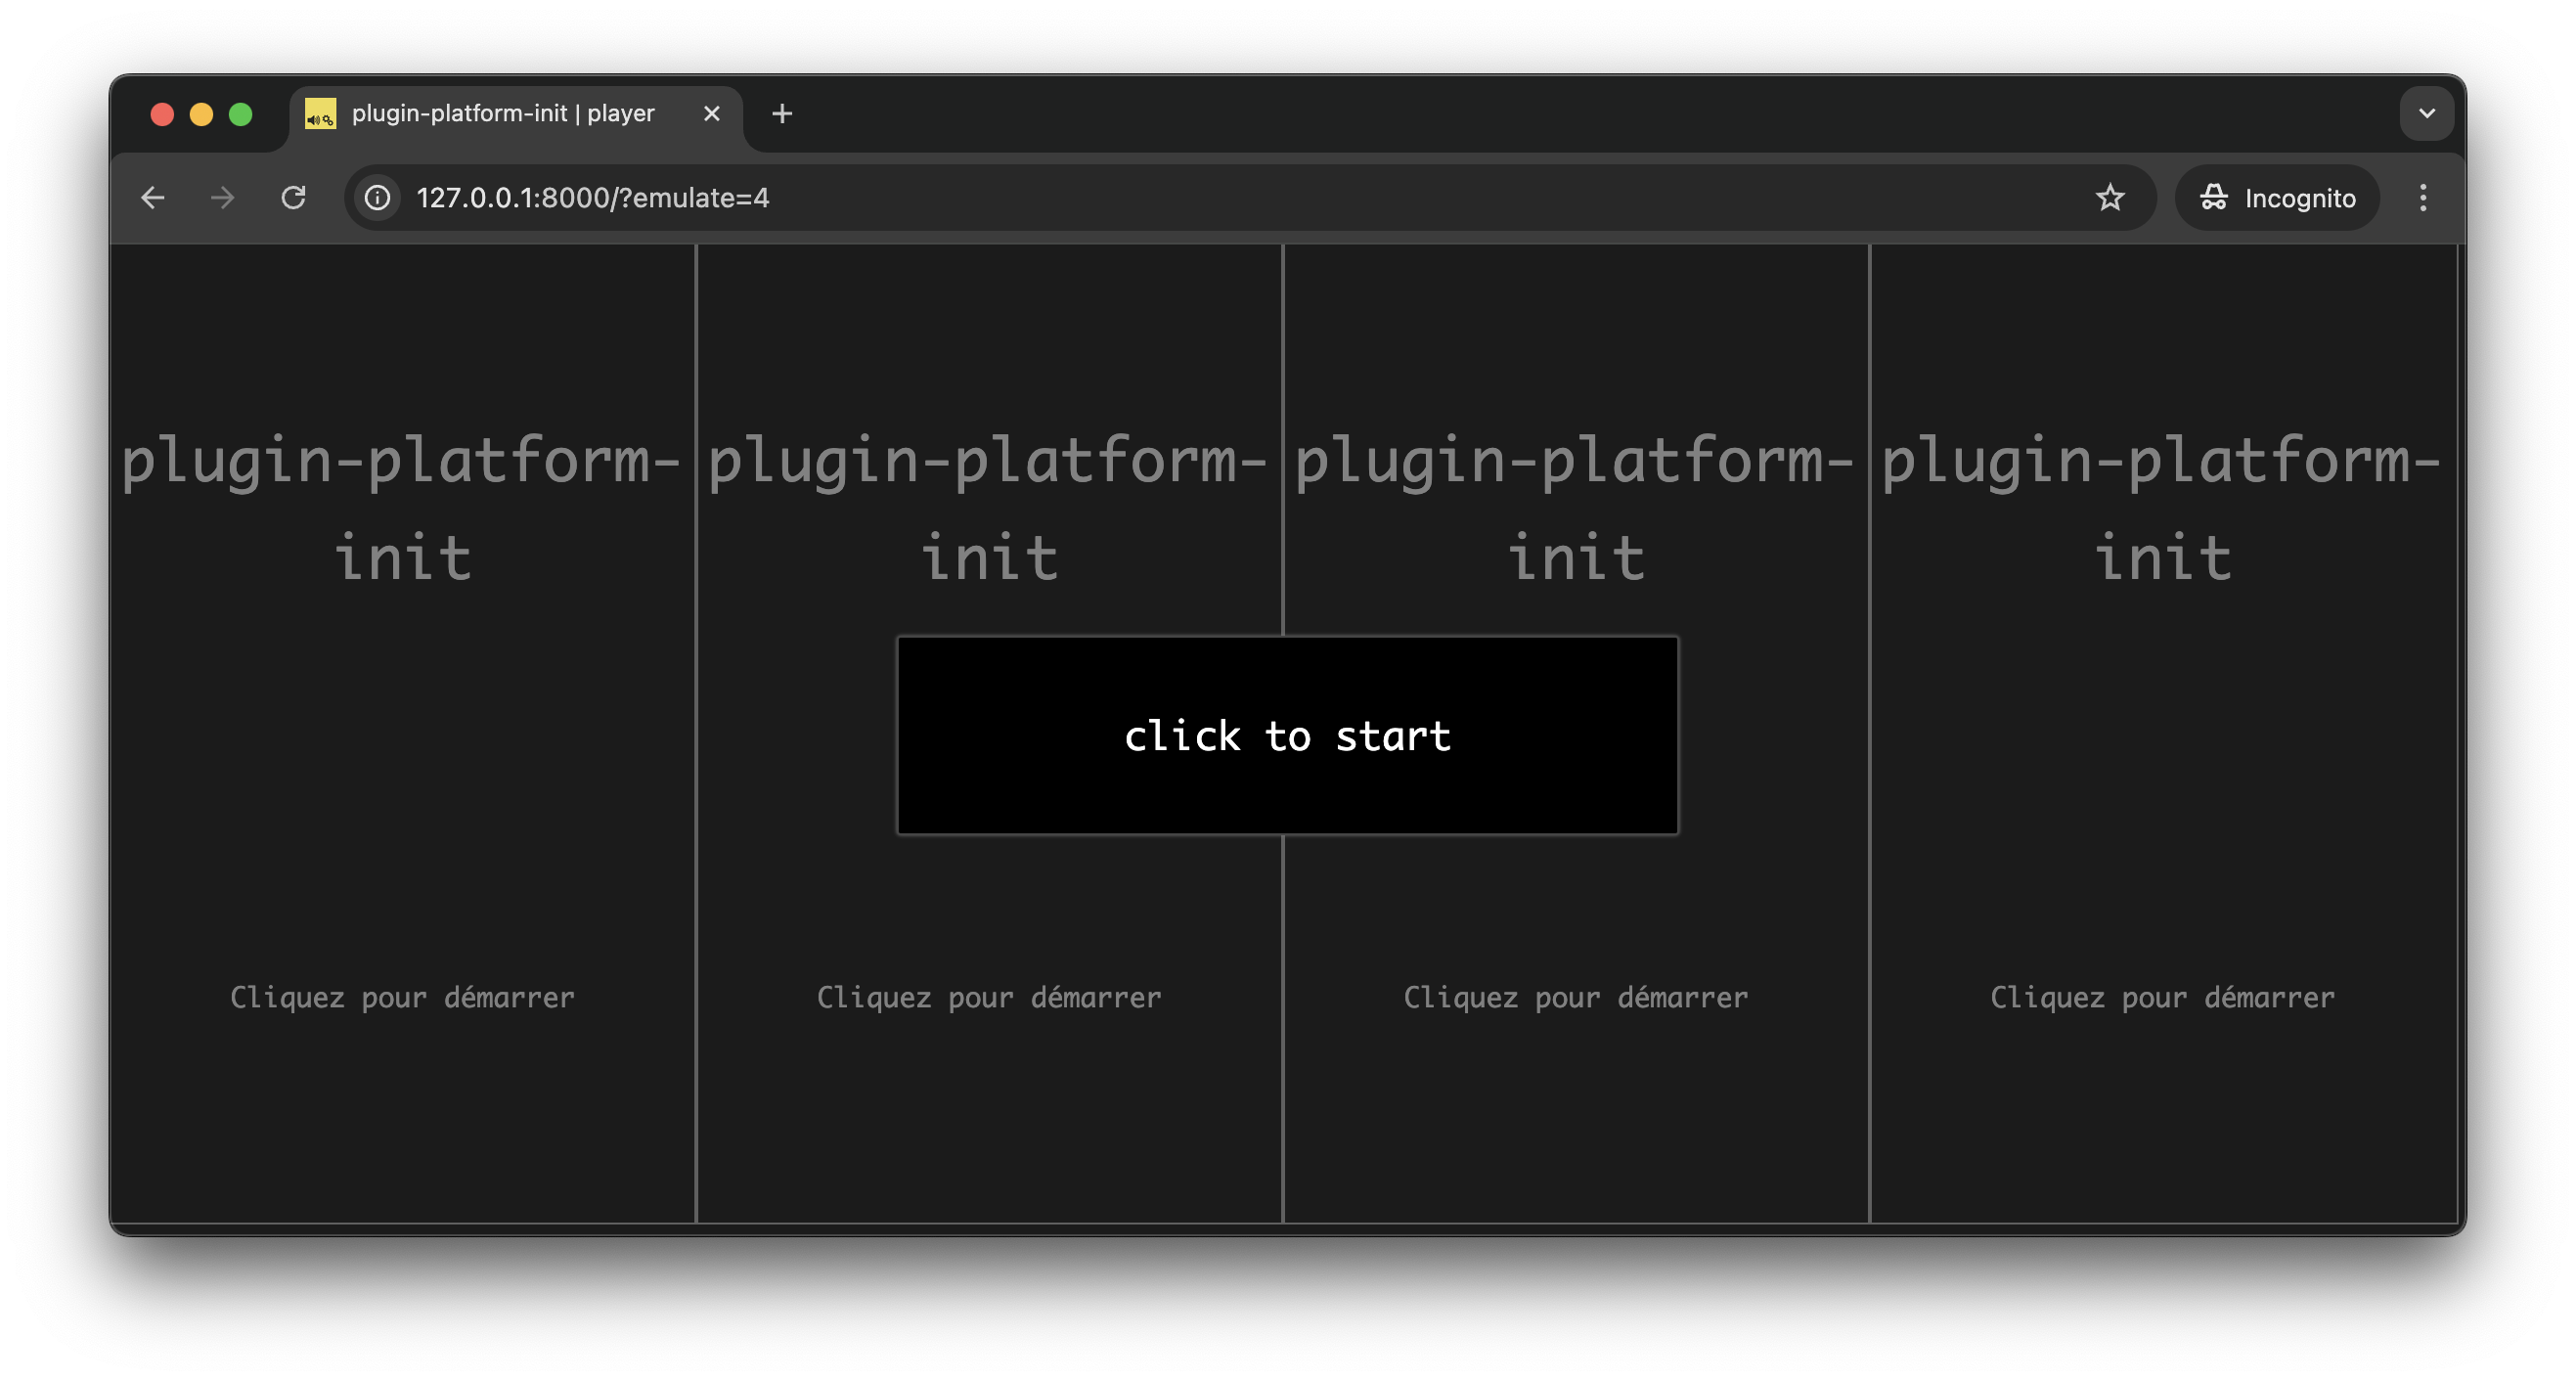 plugin-platform-init | player
127.0.0.1:8000/?emulate=4
Incognito
plugin-platform-
init
plugin-platform-
init
plugin-platform-
init
plugin-platform-
init
click to start
Cliquez pour démarrer
Cliquez pour démarrer
Cliquez pour démarrer
Cliquez pour démarrer